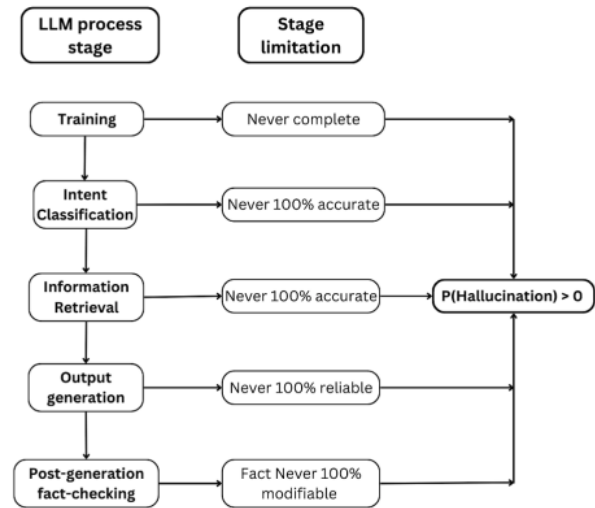 LLM process
stage
Stage
limitation
Training
Never complete
Intent
Classification
Never 100% accurate
Information
Retrieval
Never 100% accurate
P(Hallucination) > 0
Output
generation
Never 100% reliable
Post-generation
fact-checking
Fact Never 100%
modifiable